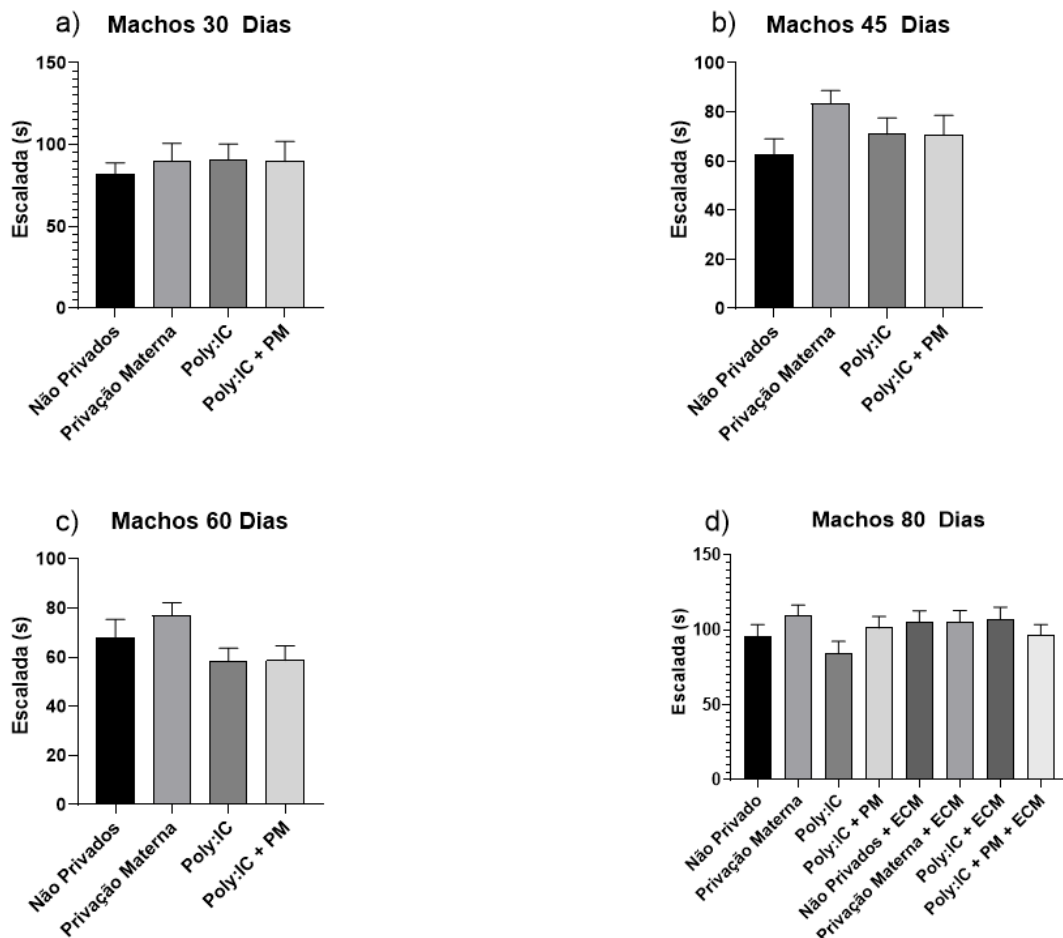 a) Machos 30 Dias
Escalada (s)
150
100
50
0
Não Privados
Privação Materna
Poly:IC
Poly:IC + PM
b) Machos 45 Dias
Escalada (s)
100
80
60
40
20
0
Não Privados
Privação Materna
Poly:IC
Poly:IC + PM
c) Machos 60 Dias
Escalada (s)
100
80
60
40
20
0
Não Privados
Privação Materna
Poly:IC
Poly:IC + PM
d) Machos 80 Dias
Escalada (s)
150
100
50
0
Não Privado
Privação Materna
Poly:IC
Poly:IC + PM
Não Privados + ECM
Privação Materna + ECM
Poly:IC + ECM
Poly:IC + PM + ECM